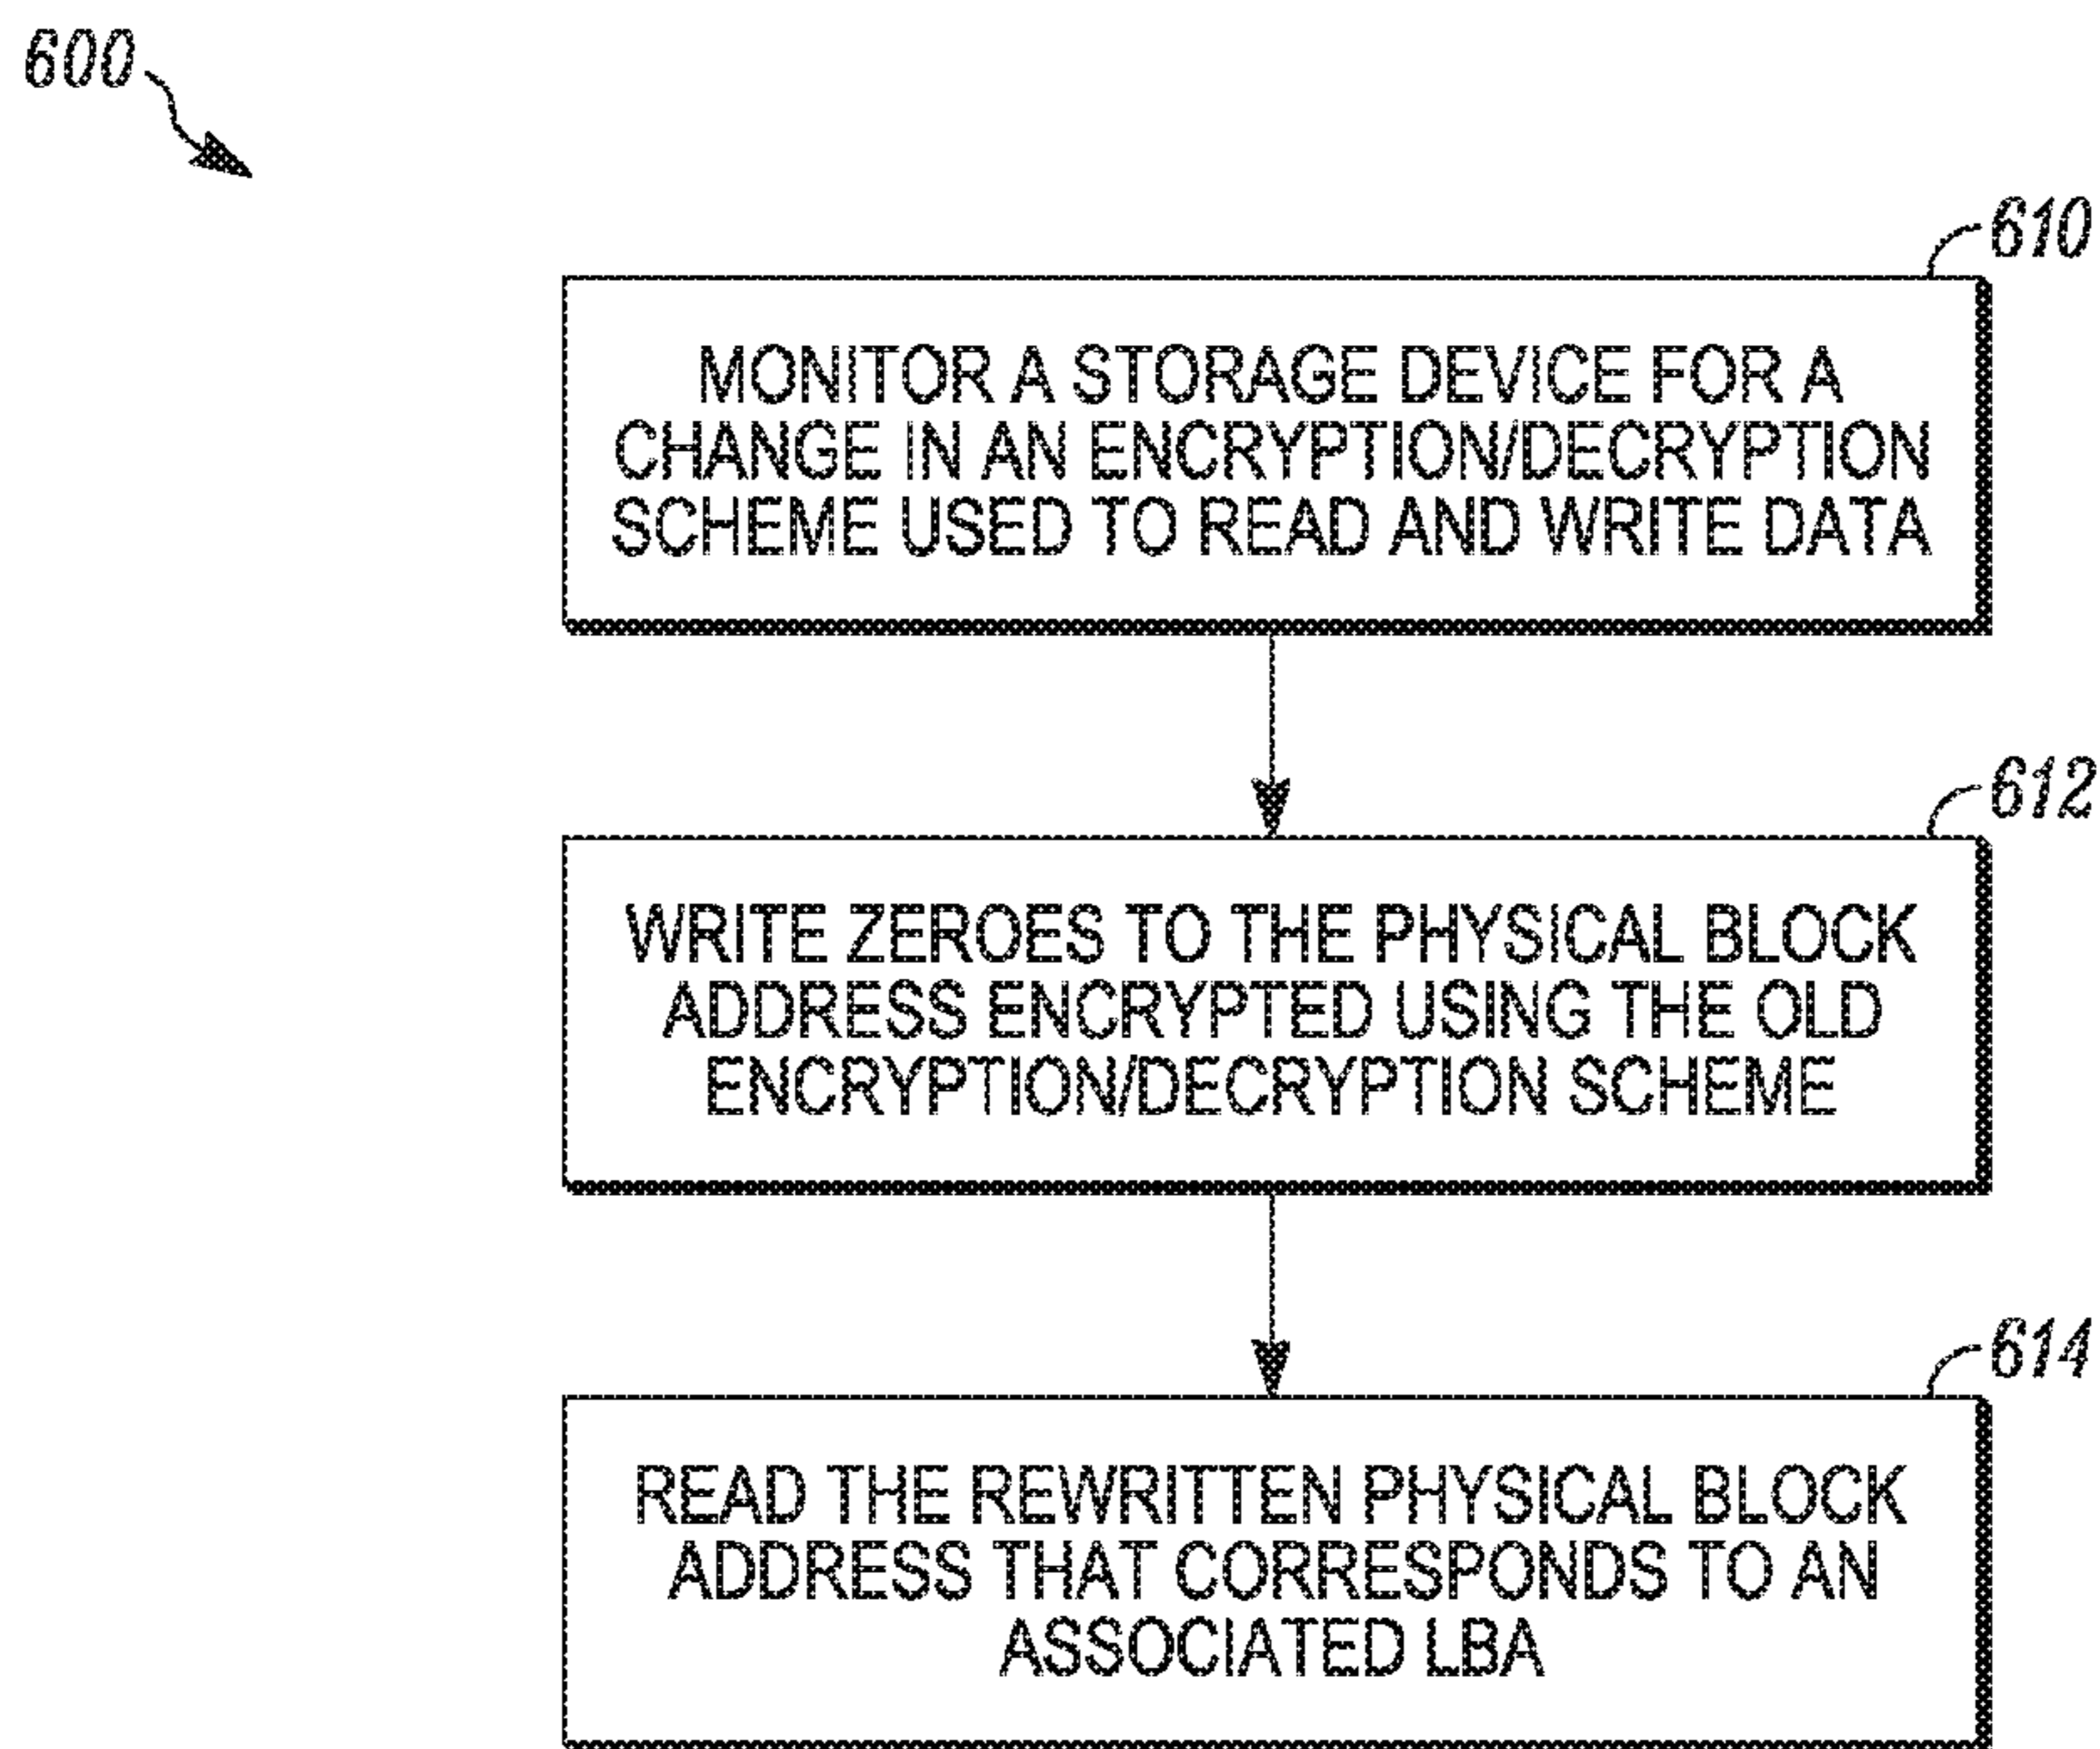 600
610
MONITOR A STORAGE DEVICE FOR A
CHANGE IN AN ENCRYPTION/DECRYPTION
SCHEME USED TO READ AND WRITE DATA
612
WRITE ZEROES TO THE PHYSICAL BLOCK
ADDRESS ENCRYPTED USING THE OLD
ENCRYPTION/DECRYPTION SCHEME
614
READ THE REWRITTEN PHYSICAL BLOCK
ADDRESS THAT CORRESPONDS TO AN
ASSOCIATED LBA